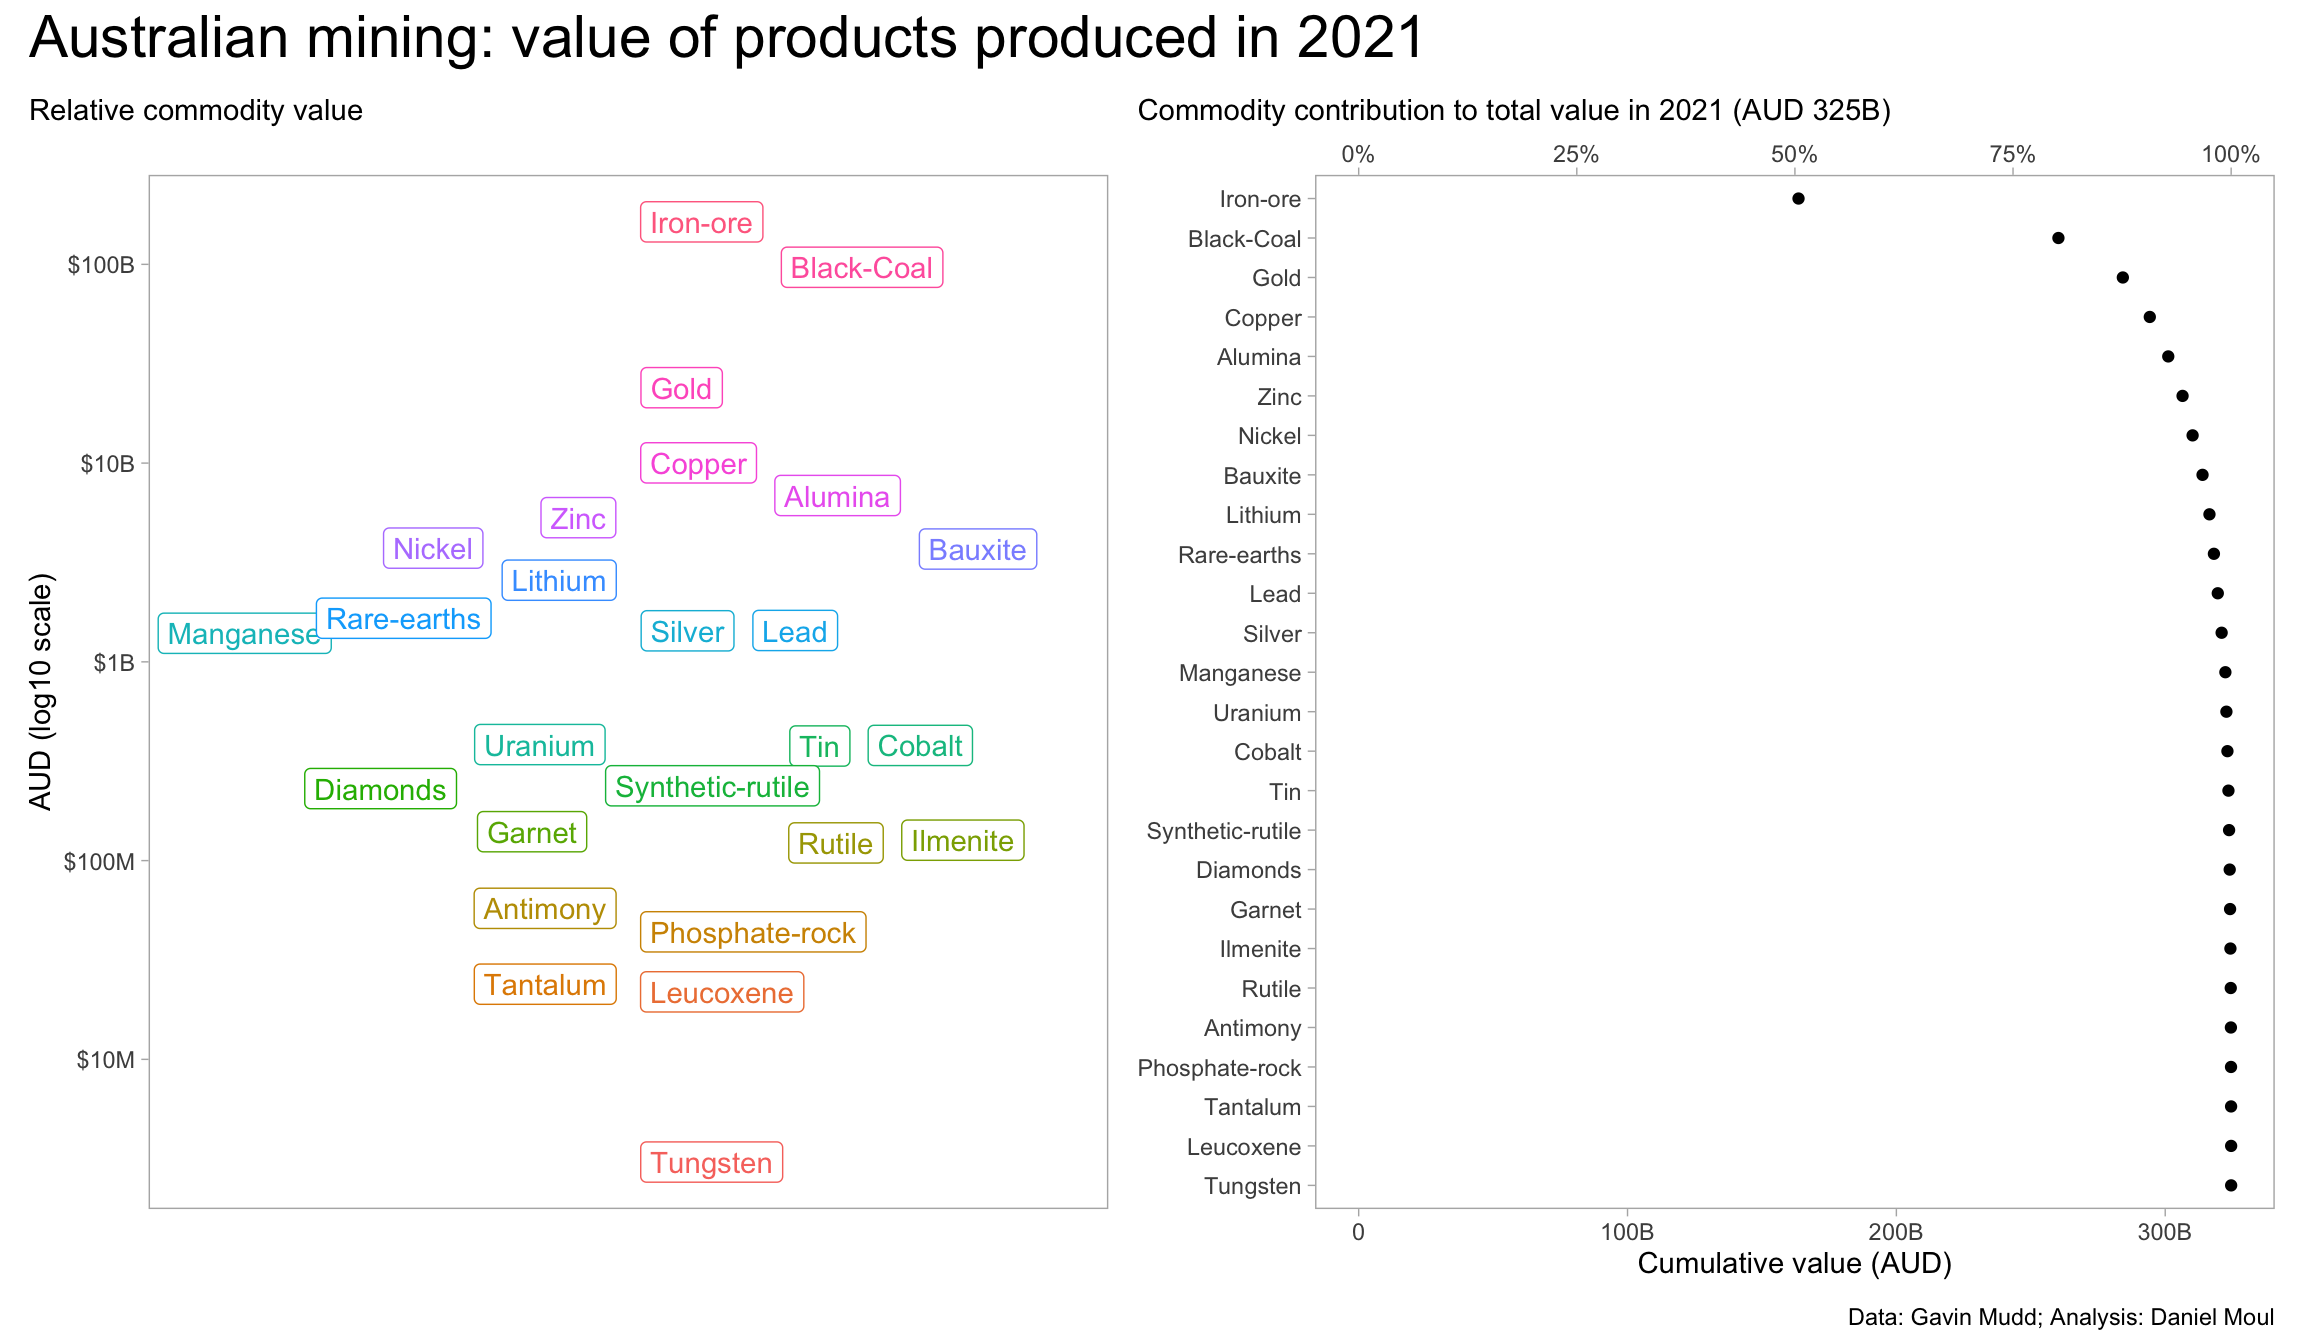 Australian mining: value of products produced in 2021
Relative commodity value
AUD (log10 scale)
$100B
$10B
$1B
$100M
$10M
Iron-ore
Black-Coal
Gold
Copper
Alumina
Zinc
Nickel
Bauxite
Lithium
Rare-earths
Manganese
Silver
Lead
Uranium
Tin
Cobalt
Diamonds
Synthetic-rutile
Garnet
Rutile
Ilmenite
Antimony
Phosphate-rock
Tantalum
Leucoxene
Tungsten
Commodity contribution to total value in 2021 (AUD 325B)
0% 25% 50% 75% 100%
Iron-ore
Black-Coal
Gold
Copper
Alumina
Zinc
Nickel
Bauxite
Lithium
Rare-earths
Lead
Silver
Manganese
Uranium
Cobalt
Tin
Synthetic-rutile
Diamonds
Garnet
Ilmenite
Rutile
Antimony
Phosphate-rock
Tantalum
Leucoxene
Tungsten
0 100B 200B 300B
Cumulative value (AUD)
Data: Gavin Mudd; Analysis: Daniel Moul